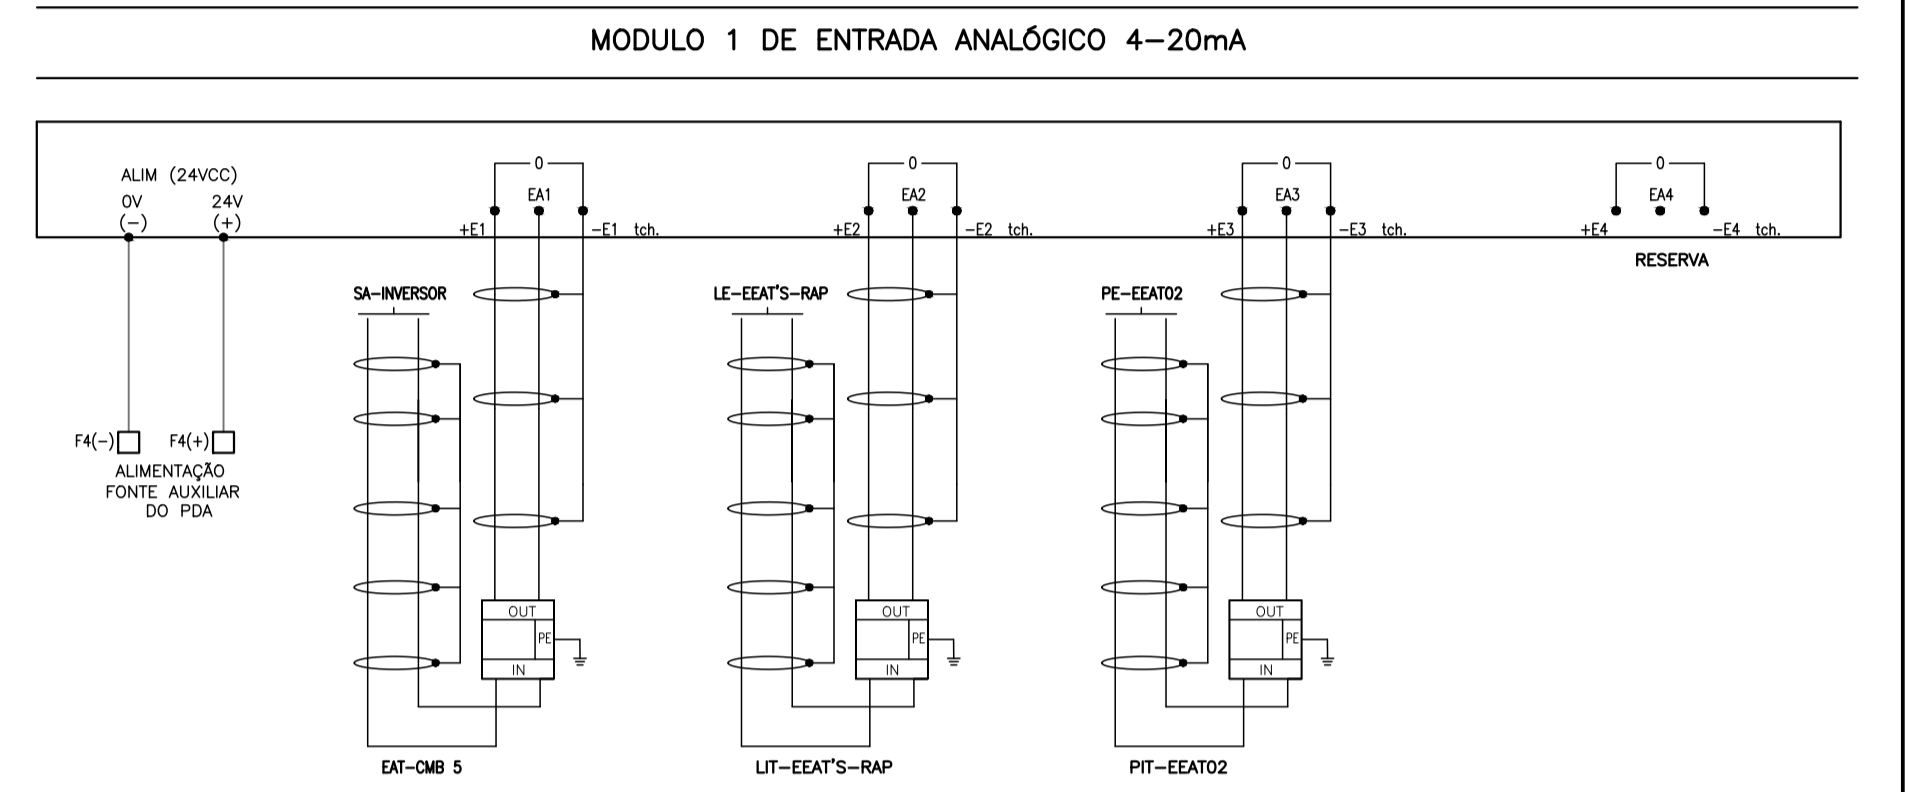 MODULO 1 DE ENTRADA ANALÓGICO 4-20mA
ALIM (24VCC)
0V 24V
(-) (+)
0 0 0 0
EA1 EA2 EA3 EA4
+E1 -E1 tch. +E2 -E2 tch. +E3 -E3 tch. +E4 -E4 tch.
RESERVA
SA-INVERSOR LE-EEAT'S-RAP PE-EEAT02
F4(-) F4(+)
ALIMENTAÇÃO
FONTE AUXILIAR
DO PDA
OUT OUT OUT
PE PE PE
IN IN IN
EAT-CMB 5 LIT-EEAT'S-RAP PIT-EEAT02